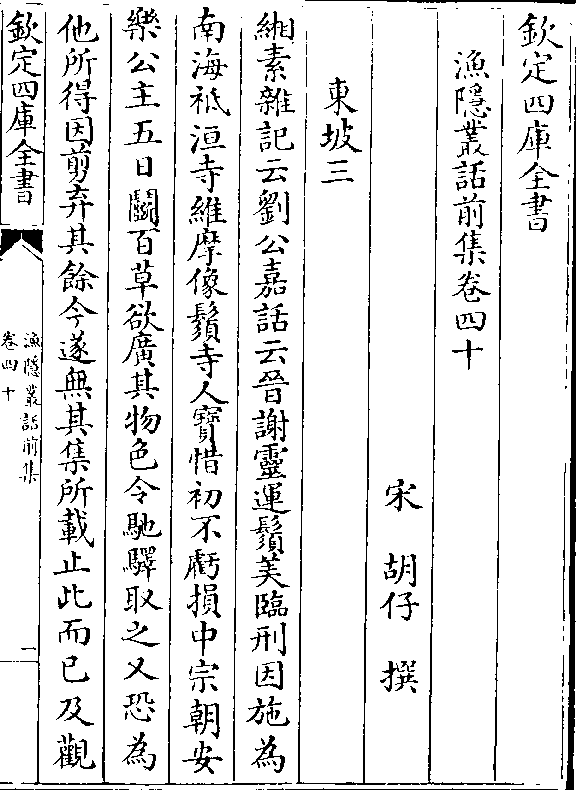 欽定四庫全書
漁隱叢話前集卷四十
宋　胡仔　撰
東坡三
緗素雜記云劉公嘉話云晉謝靈運鬚美臨刑因施為
南海祇洹寺維摩像鬚寺人寳惜初不虧損中宗朝安
樂公主五日鬭百草欲廣其物色令馳驛取之又恐為
他所得因剪弃其餘今遂無其集所載止此而已及觀
欽定四庫全書
漁隱叢話前集
卷四十
一